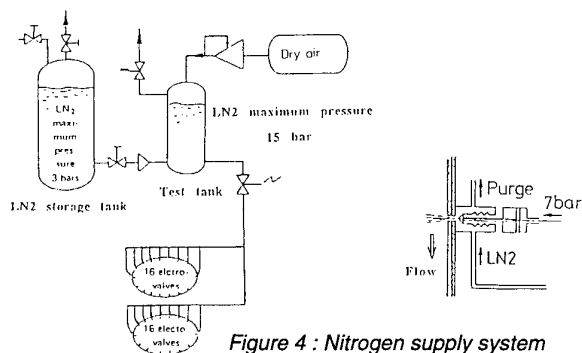 Dry air
LN2
maxi-
mum
pres
sure
3 bars
LN2 maximum pressure
15 bar
Test tank
LN2 storage tank
16 electro-
valves
16 electo
valves
Purge
7bar
Flow
LN2
Figure 4 : Nitrogen supply system